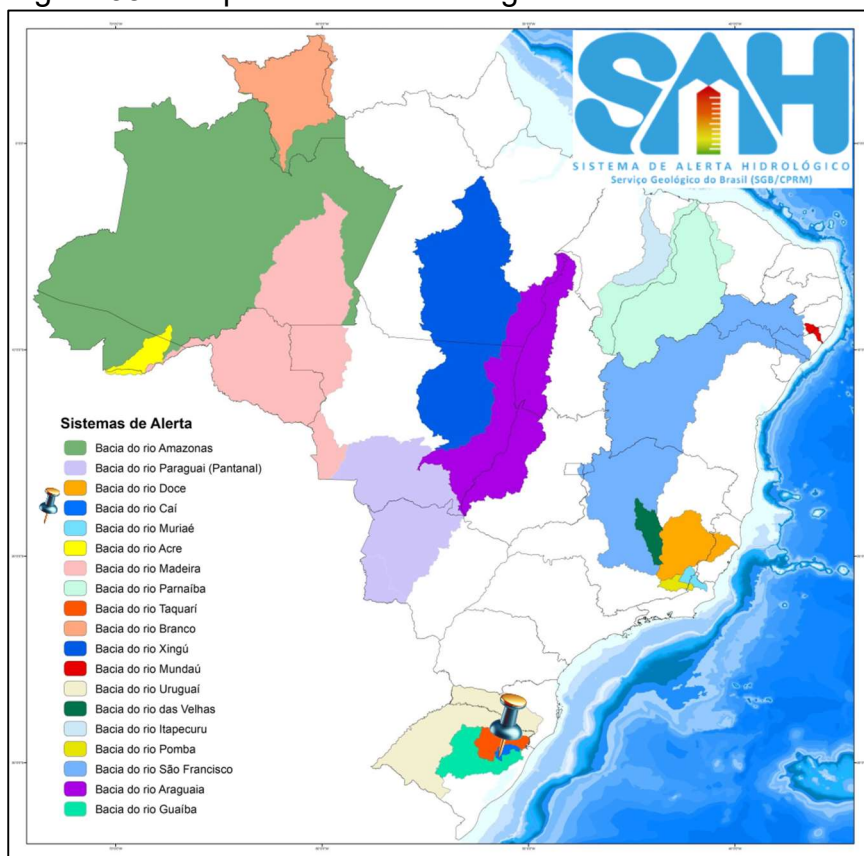 SAH
SISTEMA DE ALERTA HIDROLÓGICO
Serviço Geológico do Brasil (SGB/CPRM)
Sistemas de Alerta
Bacia do rio Amazonas
Bacia do rio Paraguai (Pantanal)
Bacia do rio Doce
Bacia do rio Caí
Bacia do rio Muriaé
Bacia do rio Acre
Bacia do rio Madeira
Bacia do rio Parnaíba
Bacia do rio Taquarí
Bacia do rio Branco
Bacia do rio Xingú
Bacia do rio Mundaú
Bacia do rio Uruguaí
Bacia do rio das Velhas
Bacia do rio Itapecuru
Bacia do rio Pomba
Bacia do rio São Francisco
Bacia do rio Araguaia
Bacia do rio Guaíba